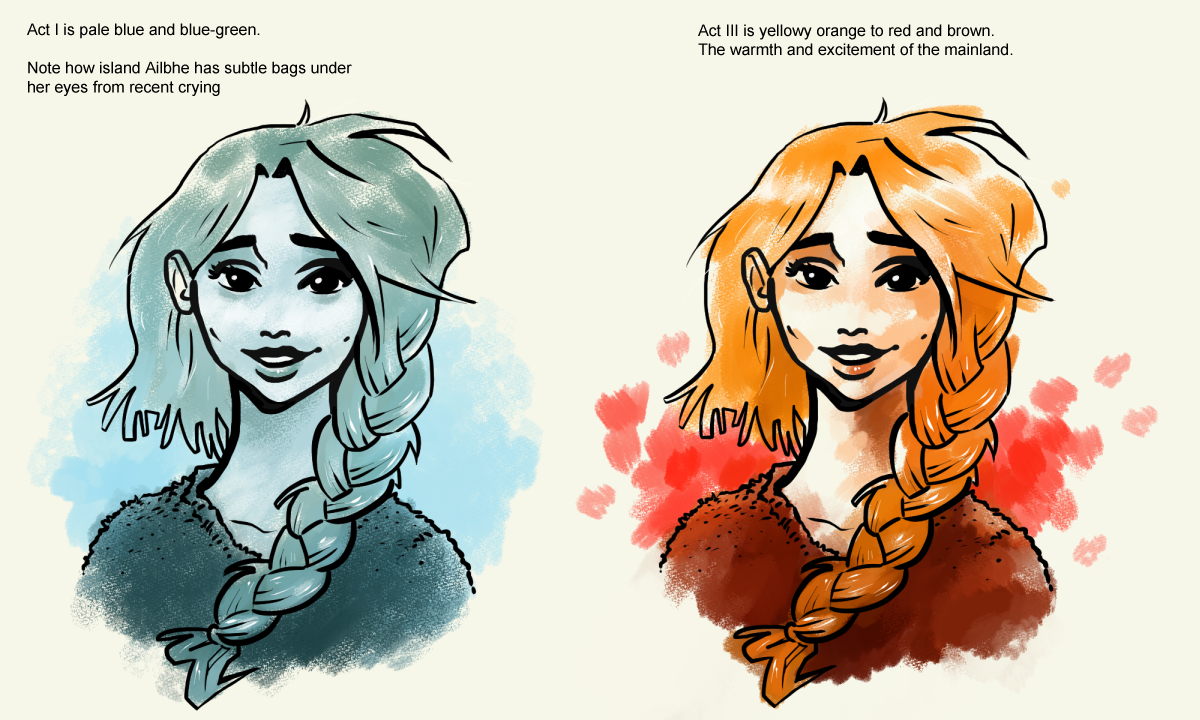 Act I is pale blue and blue-green.
Note how island Ailbhe has subtle bags under
her eyes from recent crying
Act III is yellowy orange to red and brown.
The warmth and excitement of the mainland.